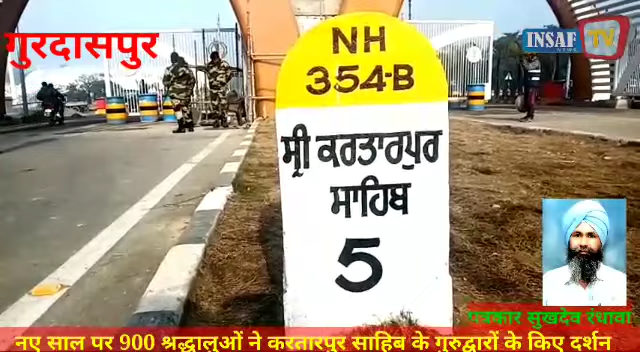 गुरदासपुर
INSAF TV
NH
354-B
ਸ੍ਰੀ ਕਰਤਾਰਪੁਰ
ਸਾਹਿਬ
5
पत्रकार सुखदेव रंधावा
नए साल पर 900 श्रद्धालुओं ने करतारपुर साहिब के गुरुद्वारों के किए दर्शन